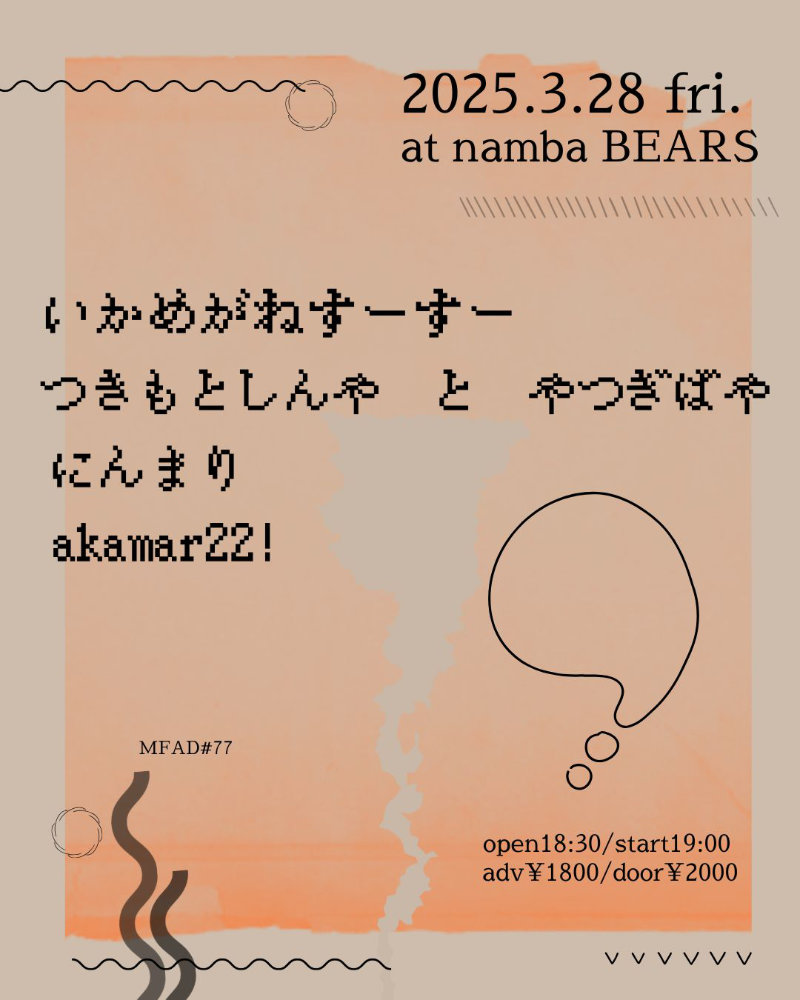 2025.3.28 fri.
at namba BEARS
いかめがねすーすー
つきもとしんや　と　やつぎばや
にんまり
akamar22!
MFAD#77
open18:30/start19:00
adv¥1800/door¥2000